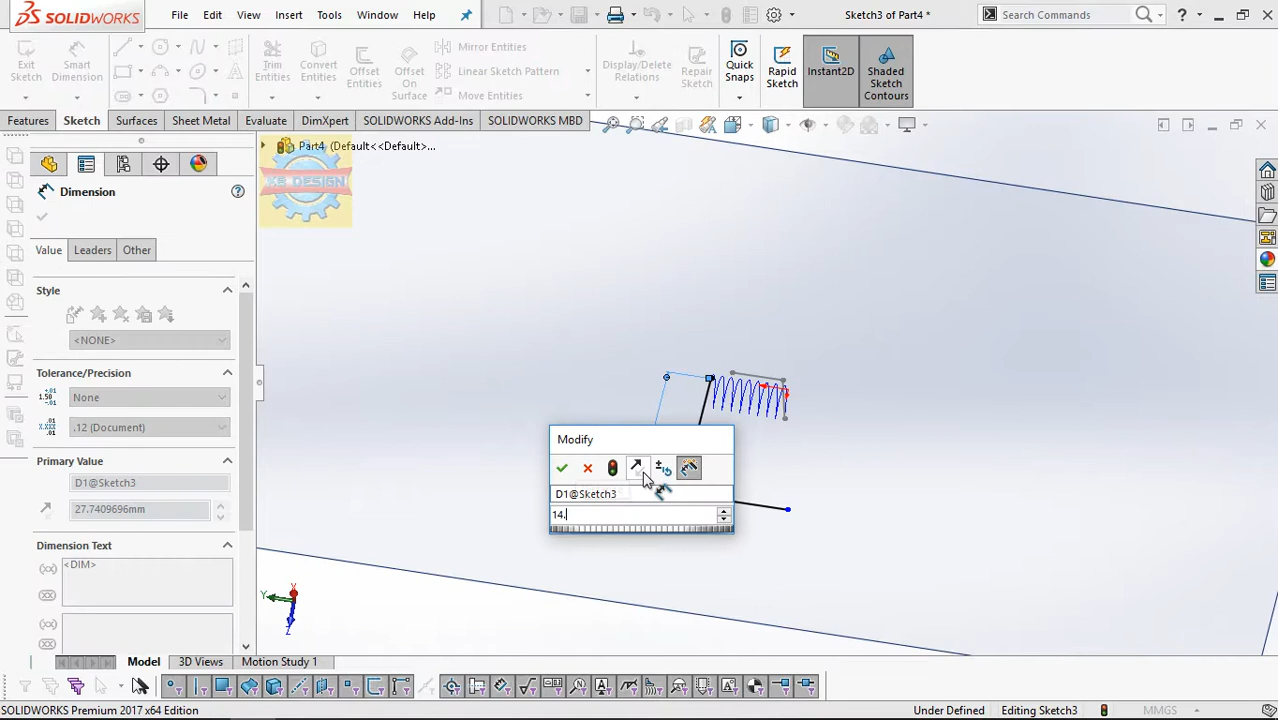 SOLIDWORKS File Edit View Insert Tools Window Help Sketch3 of Part4 * Search Commands ?
Exit Sketch Smart Dimension Trim Entities Convert Entities Offset Entities Offset On Surface Mirror Entities Linear Sketch Pattern Move Entities Display/Delete Relations Repair Sketch Quick Snaps Rapid Sketch Instant2D Shaded Sketch Contours
Features Sketch Surfaces Sheet Metal Evaluate DimXpert SOLIDWORKS Add-Ins SOLIDWORKS MBD
Part4 (Default<<Default>...
KS DESIGN
Dimension
Value Leaders Other
Style
<NONE>
Tolerance/Precision
None
.12 (Document)
Primary Value
D1@Sketch3
27.7409696mm
Dimension Text
<DIM>
Modify
D1@Sketch3
14.
X
Y
Z
Model 3D Views Motion Study 1
SOLIDWORKS Premium 2017 x64 Edition Under Defined Editing Sketch3 MMGS